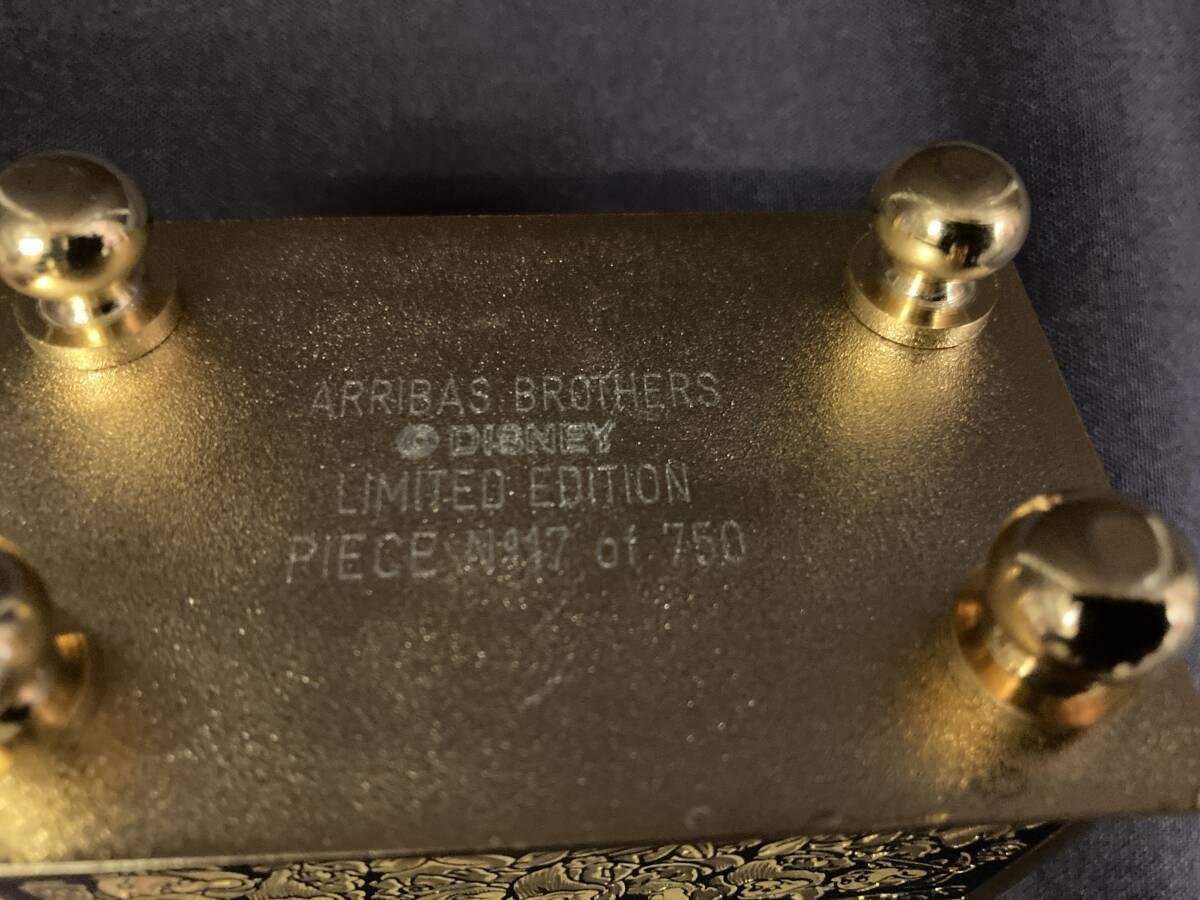 ARRIBAS BROTHERS
© DISNEY
LIMITED EDITION
PIECE Nº17 of 750